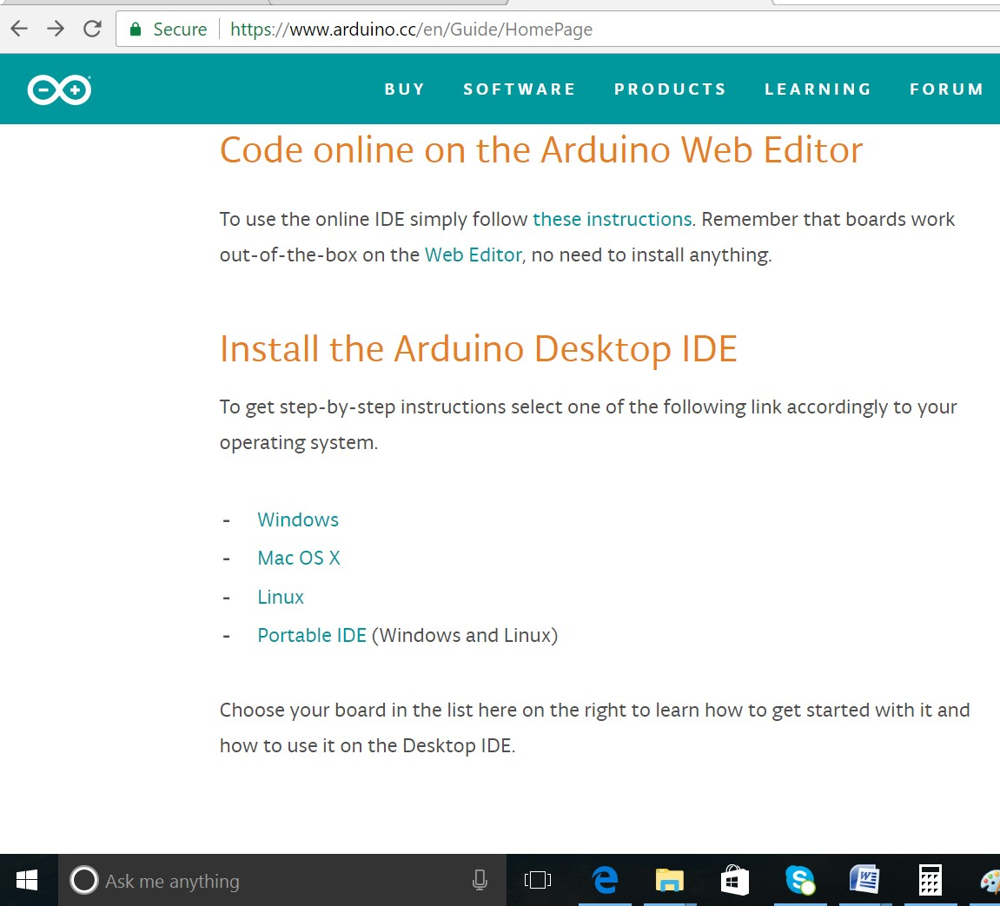 Secure https://www.arduino.cc/en/Guide/HomePage
BUY SOFTWARE PRODUCTS LEARNING FORUM
Code online on the Arduino Web Editor
To use the online IDE simply follow these instructions. Remember that boards work
out-of-the-box on the Web Editor, no need to install anything.
Install the Arduino Desktop IDE
To get step-by-step instructions select one of the following link accordingly to your
operating system.
- Windows
- Mac OS X
- Linux
- Portable IDE (Windows and Linux)
Choose your board in the list here on the right to learn how to get started with it and
how to use it on the Desktop IDE.
Ask me anything